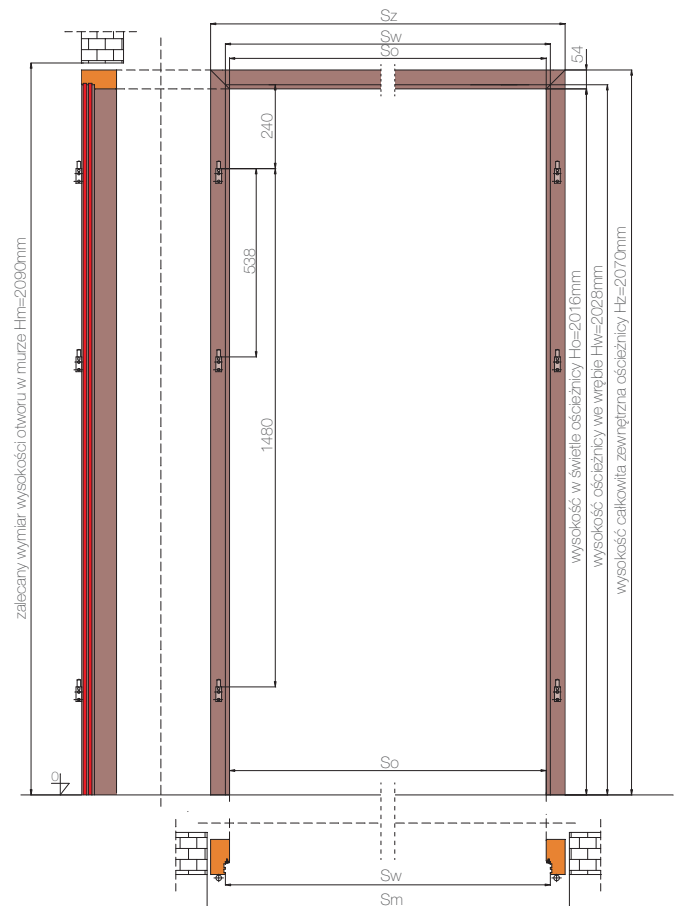 Sz
Sw
So
54
240
538
1480
zalecany wymiar wysokości otworu w murze Hm=2090mm
wysokość w świetle ościeżnicy Ho=2016mm
wysokość ościeżnicy we wrębie Hw=2028mm
wysokość całkowita zewnętrzna ościeżnicy Hz=2070mm
0
So
Sw
Sm